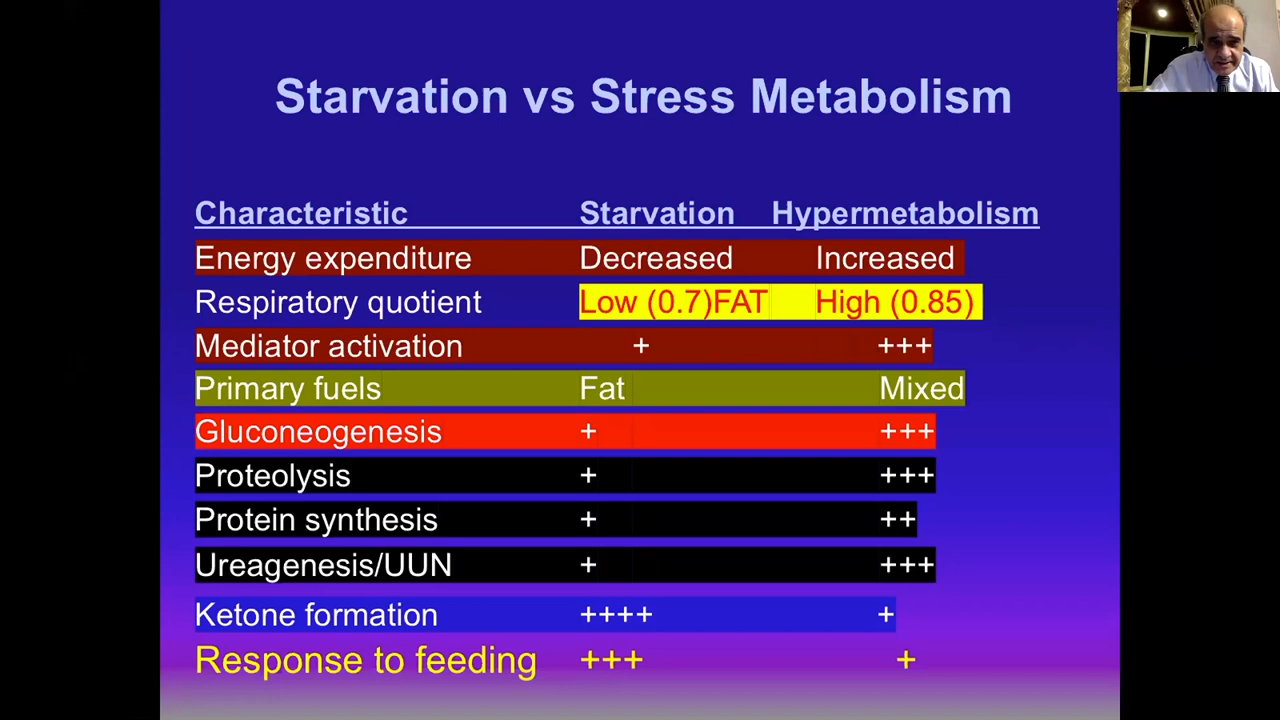 Starvation vs Stress Metabolism
Characteristic Starvation Hypermetabolism
Energy expenditure Decreased Increased
Respiratory quotient Low (0.7)FAT High (0.85)
Mediator activation + +++
Primary fuels Fat Mixed
Gluconeogenesis + +++
Proteolysis + +++
Protein synthesis + ++
Ureagenesis/UUN + +++
Ketone formation ++++ +
Response to feeding +++ +